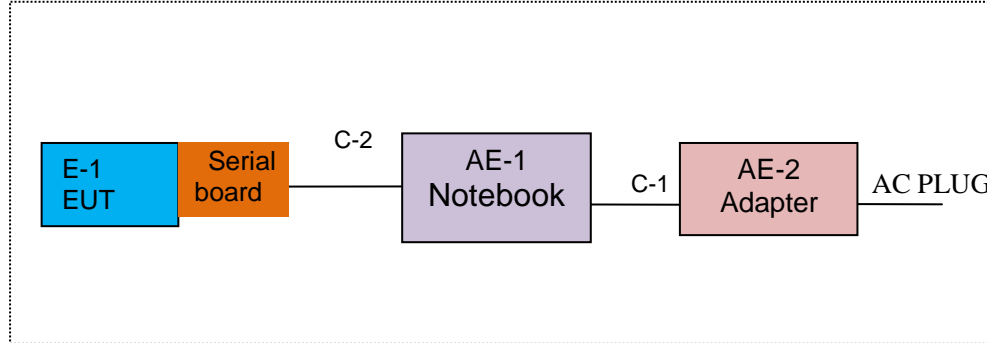 E-1
EUT
Serial
board
C-2
AE-1
Notebook
C-1
AE-2
Adapter
AC PLUG